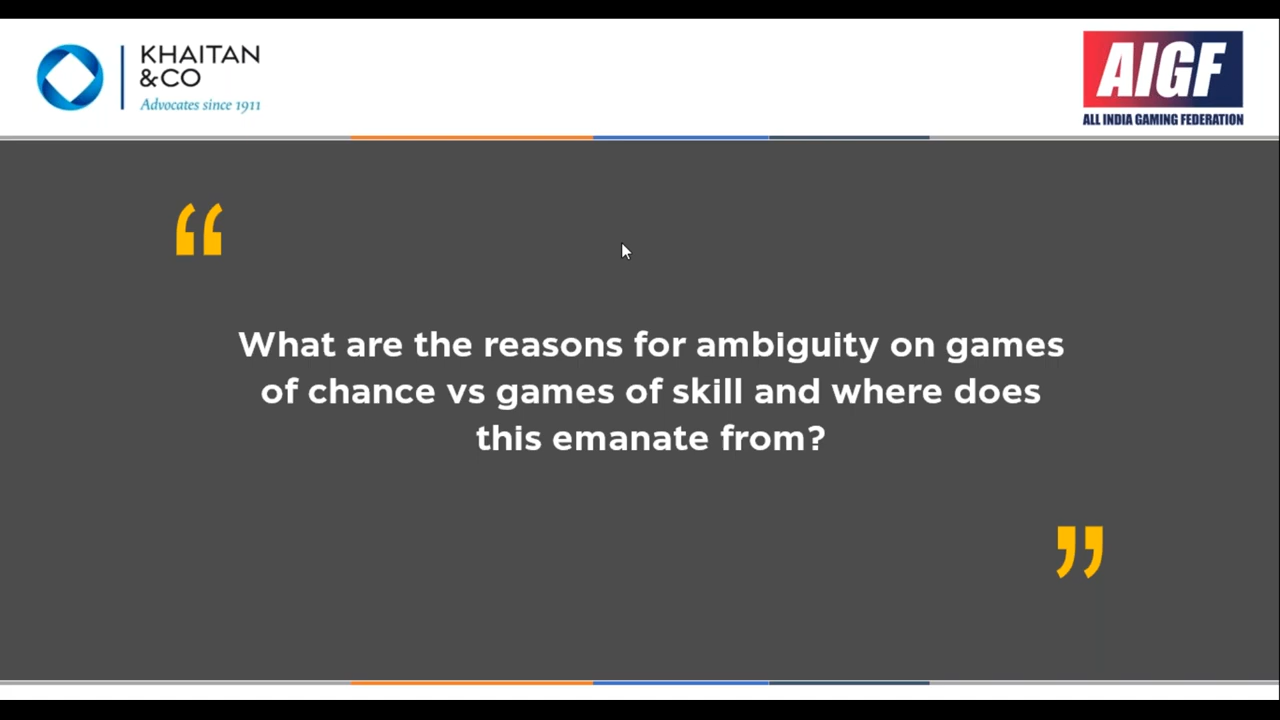 KHAITAN
&CO
Advocates since 1911
AIGF
ALL INDIA GAMING FEDERATION
“
What are the reasons for ambiguity on games
of chance vs games of skill and where does
this emanate from?
”